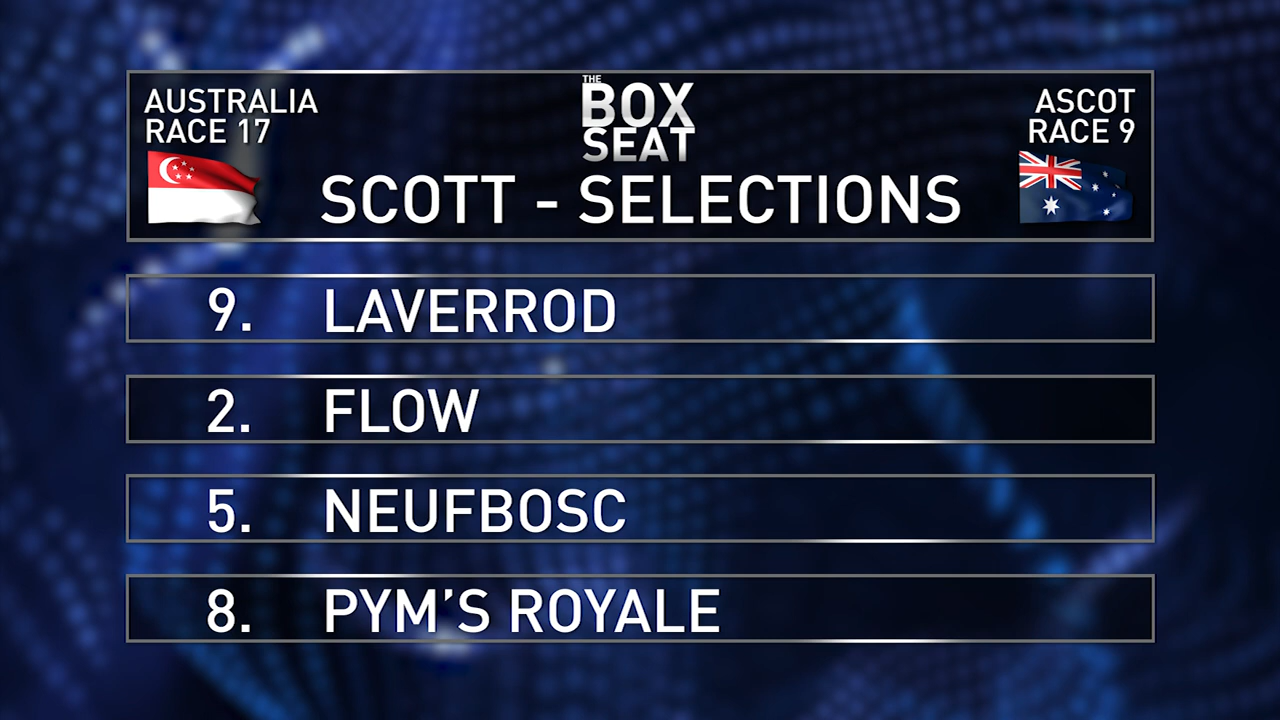 AUSTRALIA
RACE 17
THE
BOX
SEAT
ASCOT
RACE 9
SCOTT - SELECTIONS
9. LAVERROD
2. FLOW
5. NEUFBOSC
8. PYM'S ROYALE